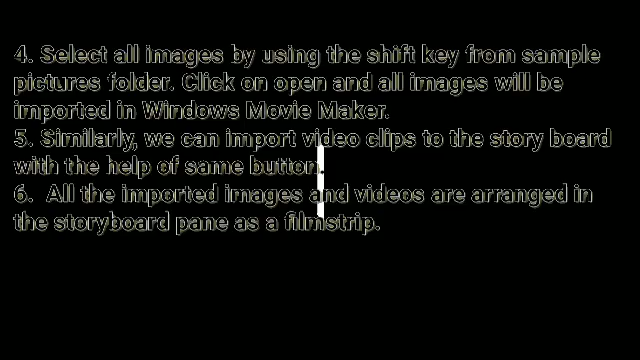 4. Select all images by using the shift key from sample
pictures folder. Click on open and all images will be
imported in Windows Movie Maker.
5. Similarly, we can import video clips to the story board
with the help of same button.
6. All the imported images and videos are arranged in
the storyboard pane as a filmstrip.